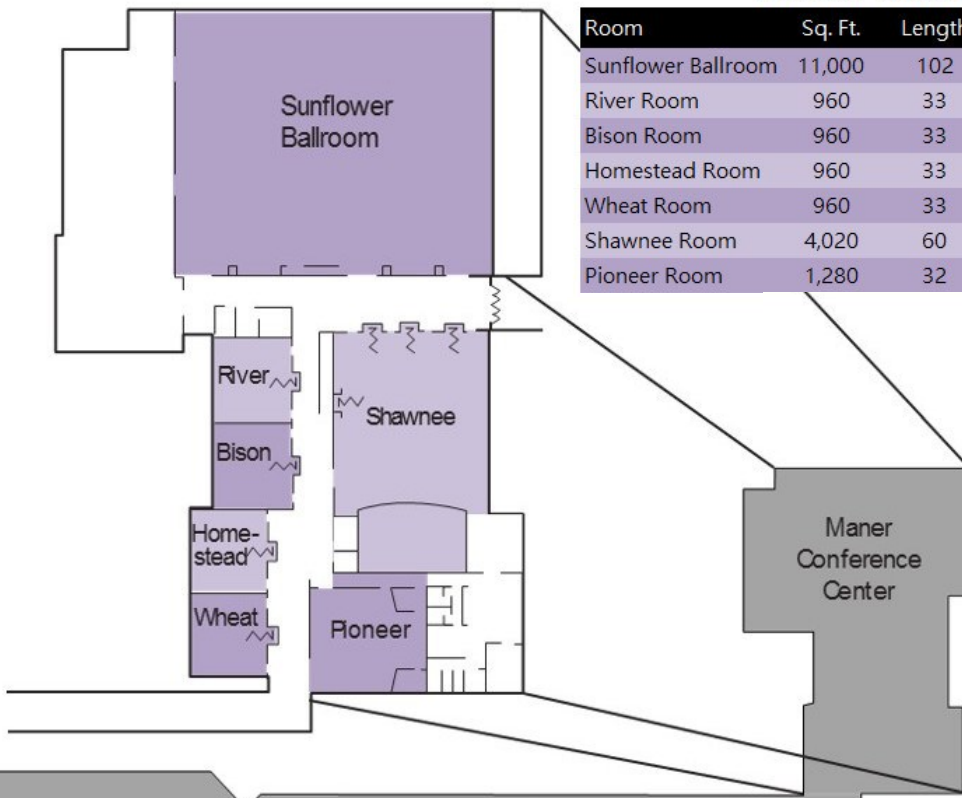 Room Sq. Ft. Length
Sunflower Ballroom 11,000 102
River Room 960 33
Bison Room 960 33
Homestead Room 960 33
Wheat Room 960 33
Shawnee Room 4,020 60
Pioneer Room 1,280 32
Sunflower
Ballroom
River
Shawnee
Bison
Home-
stead
Wheat
Pioneer
Maner
Conference
Center